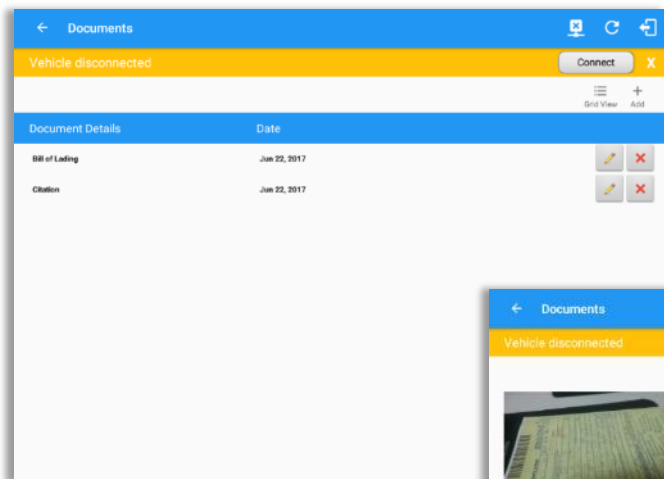 Documents
Vehicle disconnected
Connect X
Grid View Add
Document Details Date
Bill of Lading Jun 22, 2017
Citation Jun 22, 2017
Documents
Vehicle disconnected